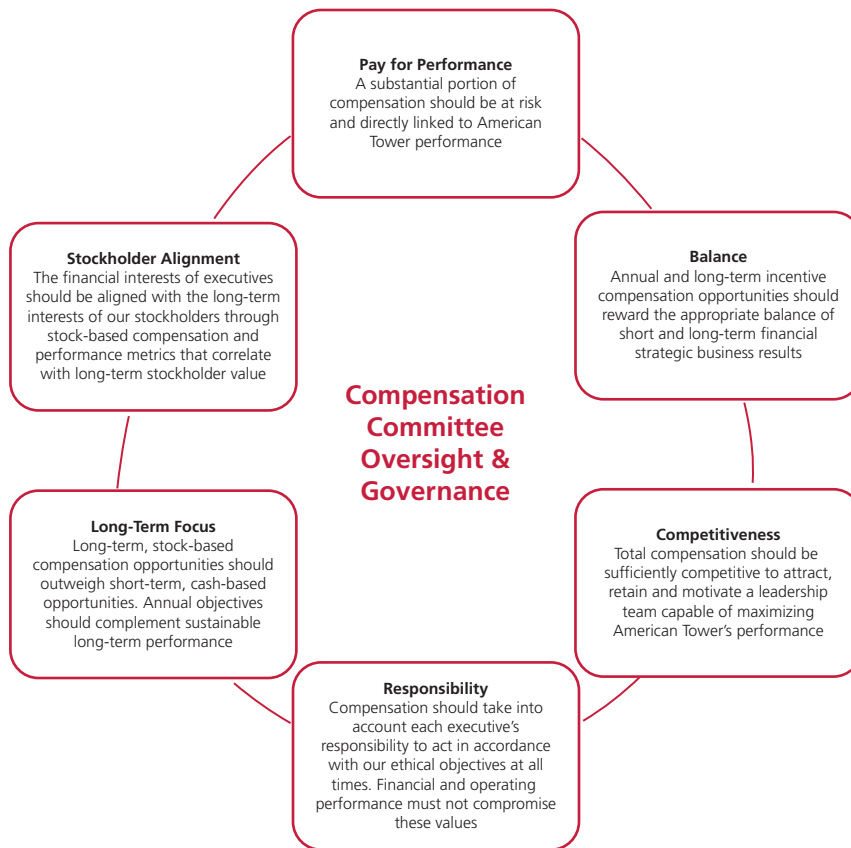 Pay for Performance
A substantial portion of
compensation should be at risk
and directly linked to American
Tower performance
Stockholder Alignment
The financial interests of executives
should be aligned with the long-term
interests of our stockholders through
stock-based compensation and
performance metrics that correlate
with long-term stockholder value
Balance
Annual and long-term incentive
compensation opportunities should
reward the appropriate balance of
short and long-term financial
strategic business results
Compensation
Committee
Oversight &
Governance
Long-Term Focus
Long-term, stock-based
compensation opportunities should
outweigh short-term, cash-based
opportunities. Annual objectives
should complement sustainable
long-term performance
Competitiveness
Total compensation should be
sufficiently competitive to attract,
retain and motivate a leadership
team capable of maximizing
American Tower’s performance
Responsibility
Compensation should take into
account each executive’s
responsibility to act in accordance
with our ethical objectives at all
times. Financial and operating
performance must not compromise
these values